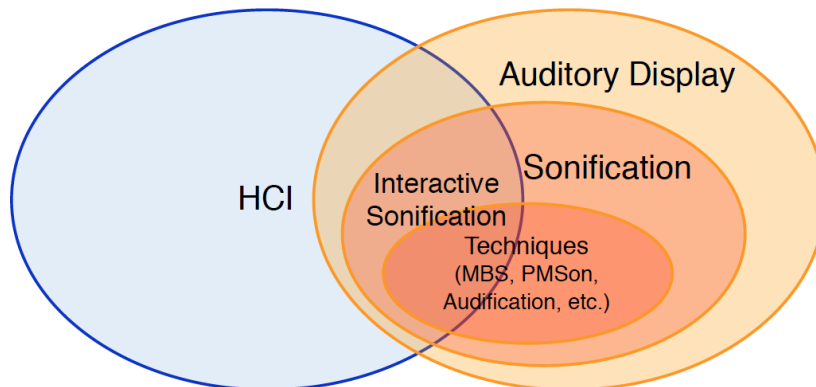 Auditory Display
Sonification
HCI
Interactive
Sonification
Techniques
(MBS, PMSon,
Audification, etc.)